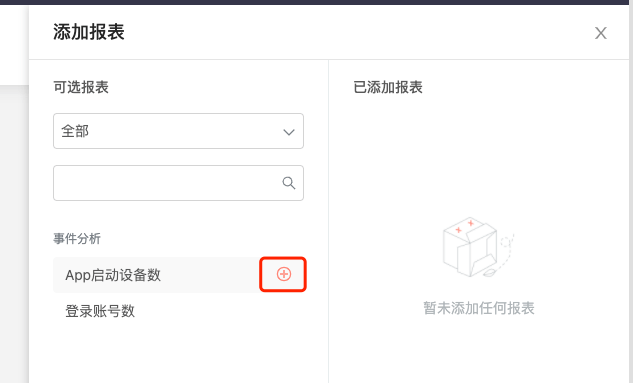 添加报表
可选报表
全部
事件分析
App启动设备数
登录账号数
已添加报表
暂未添加任何报表